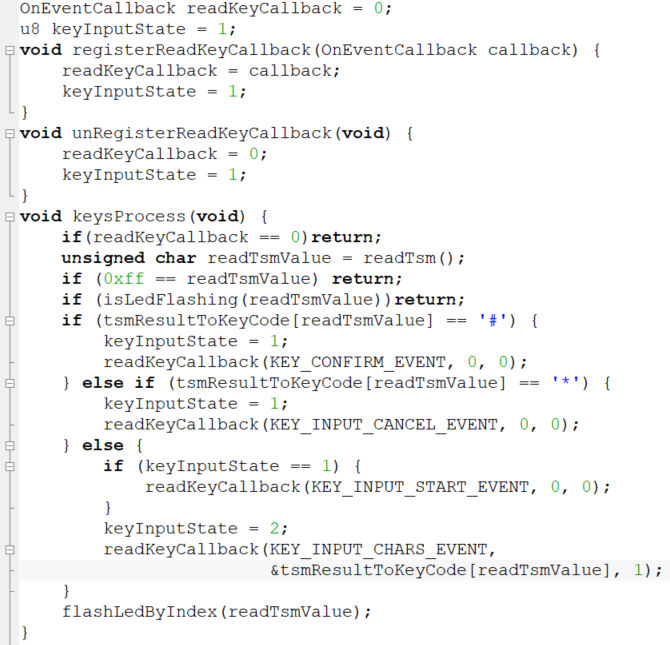 OnEventCallback readKeyCallback = 0;
u8 keyInputState = 1;
void registerReadKeyCallback(OnEventCallback callback) {
    readKeyCallback = callback;
    keyInputState = 1;
}
void unRegisterReadKeyCallback(void) {
    readKeyCallback = 0;
    keyInputState = 1;
}
void keysProcess(void) {
    if(readKeyCallback == 0)return;
    unsigned char readTsmValue = readTsm();
    if (0xff == readTsmValue) return;
    if (isLedFlashing(readTsmValue))return;
    if (tsmResultToKeyCode[readTsmValue] == '#') {
        keyInputState = 1;
        readKeyCallback(KEY_CONFIRM_EVENT, 0, 0);
    } else if (tsmResultToKeyCode[readTsmValue] == '*') {
        keyInputState = 1;
        readKeyCallback(KEY_INPUT_CANCEL_EVENT, 0, 0);
    } else {
        if (keyInputState == 1) {
            readKeyCallback(KEY_INPUT_START_EVENT, 0, 0);
        }
        keyInputState = 2;
        readKeyCallback(KEY_INPUT_CHARS_EVENT,
                        &tsmResultToKeyCode[readTsmValue], 1);
    }
    flashLedByIndex(readTsmValue);
}